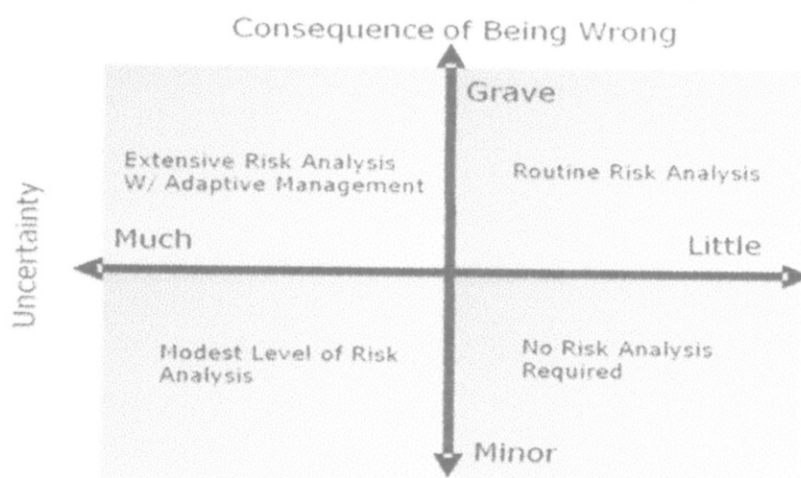 Consequence of Being Wrong
Grave
Extensive Risk Analysis
W/ Adaptive Management
Routine Risk Analysis
Uncertainty
Much
Little
Modest Level of Risk
Analysis
No Risk Analysis
Required
Minor